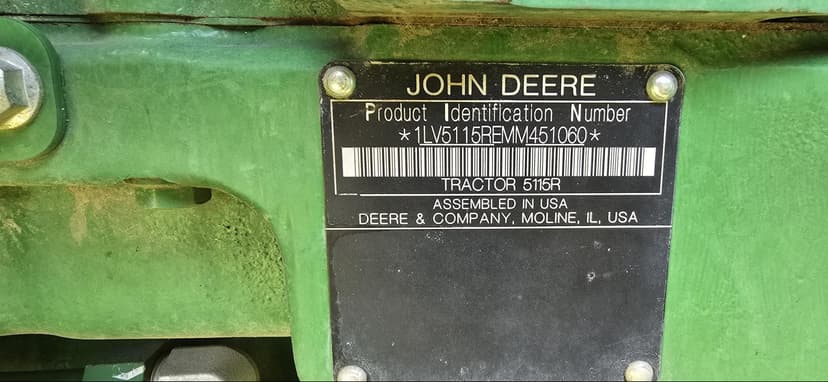 JOHN DEERE
Product Identification Number
*1LV5115REMM451060*
TRACTOR 5115R
ASSEMBLED IN USA
DEERE & COMPANY, MOLINE, IL, USA